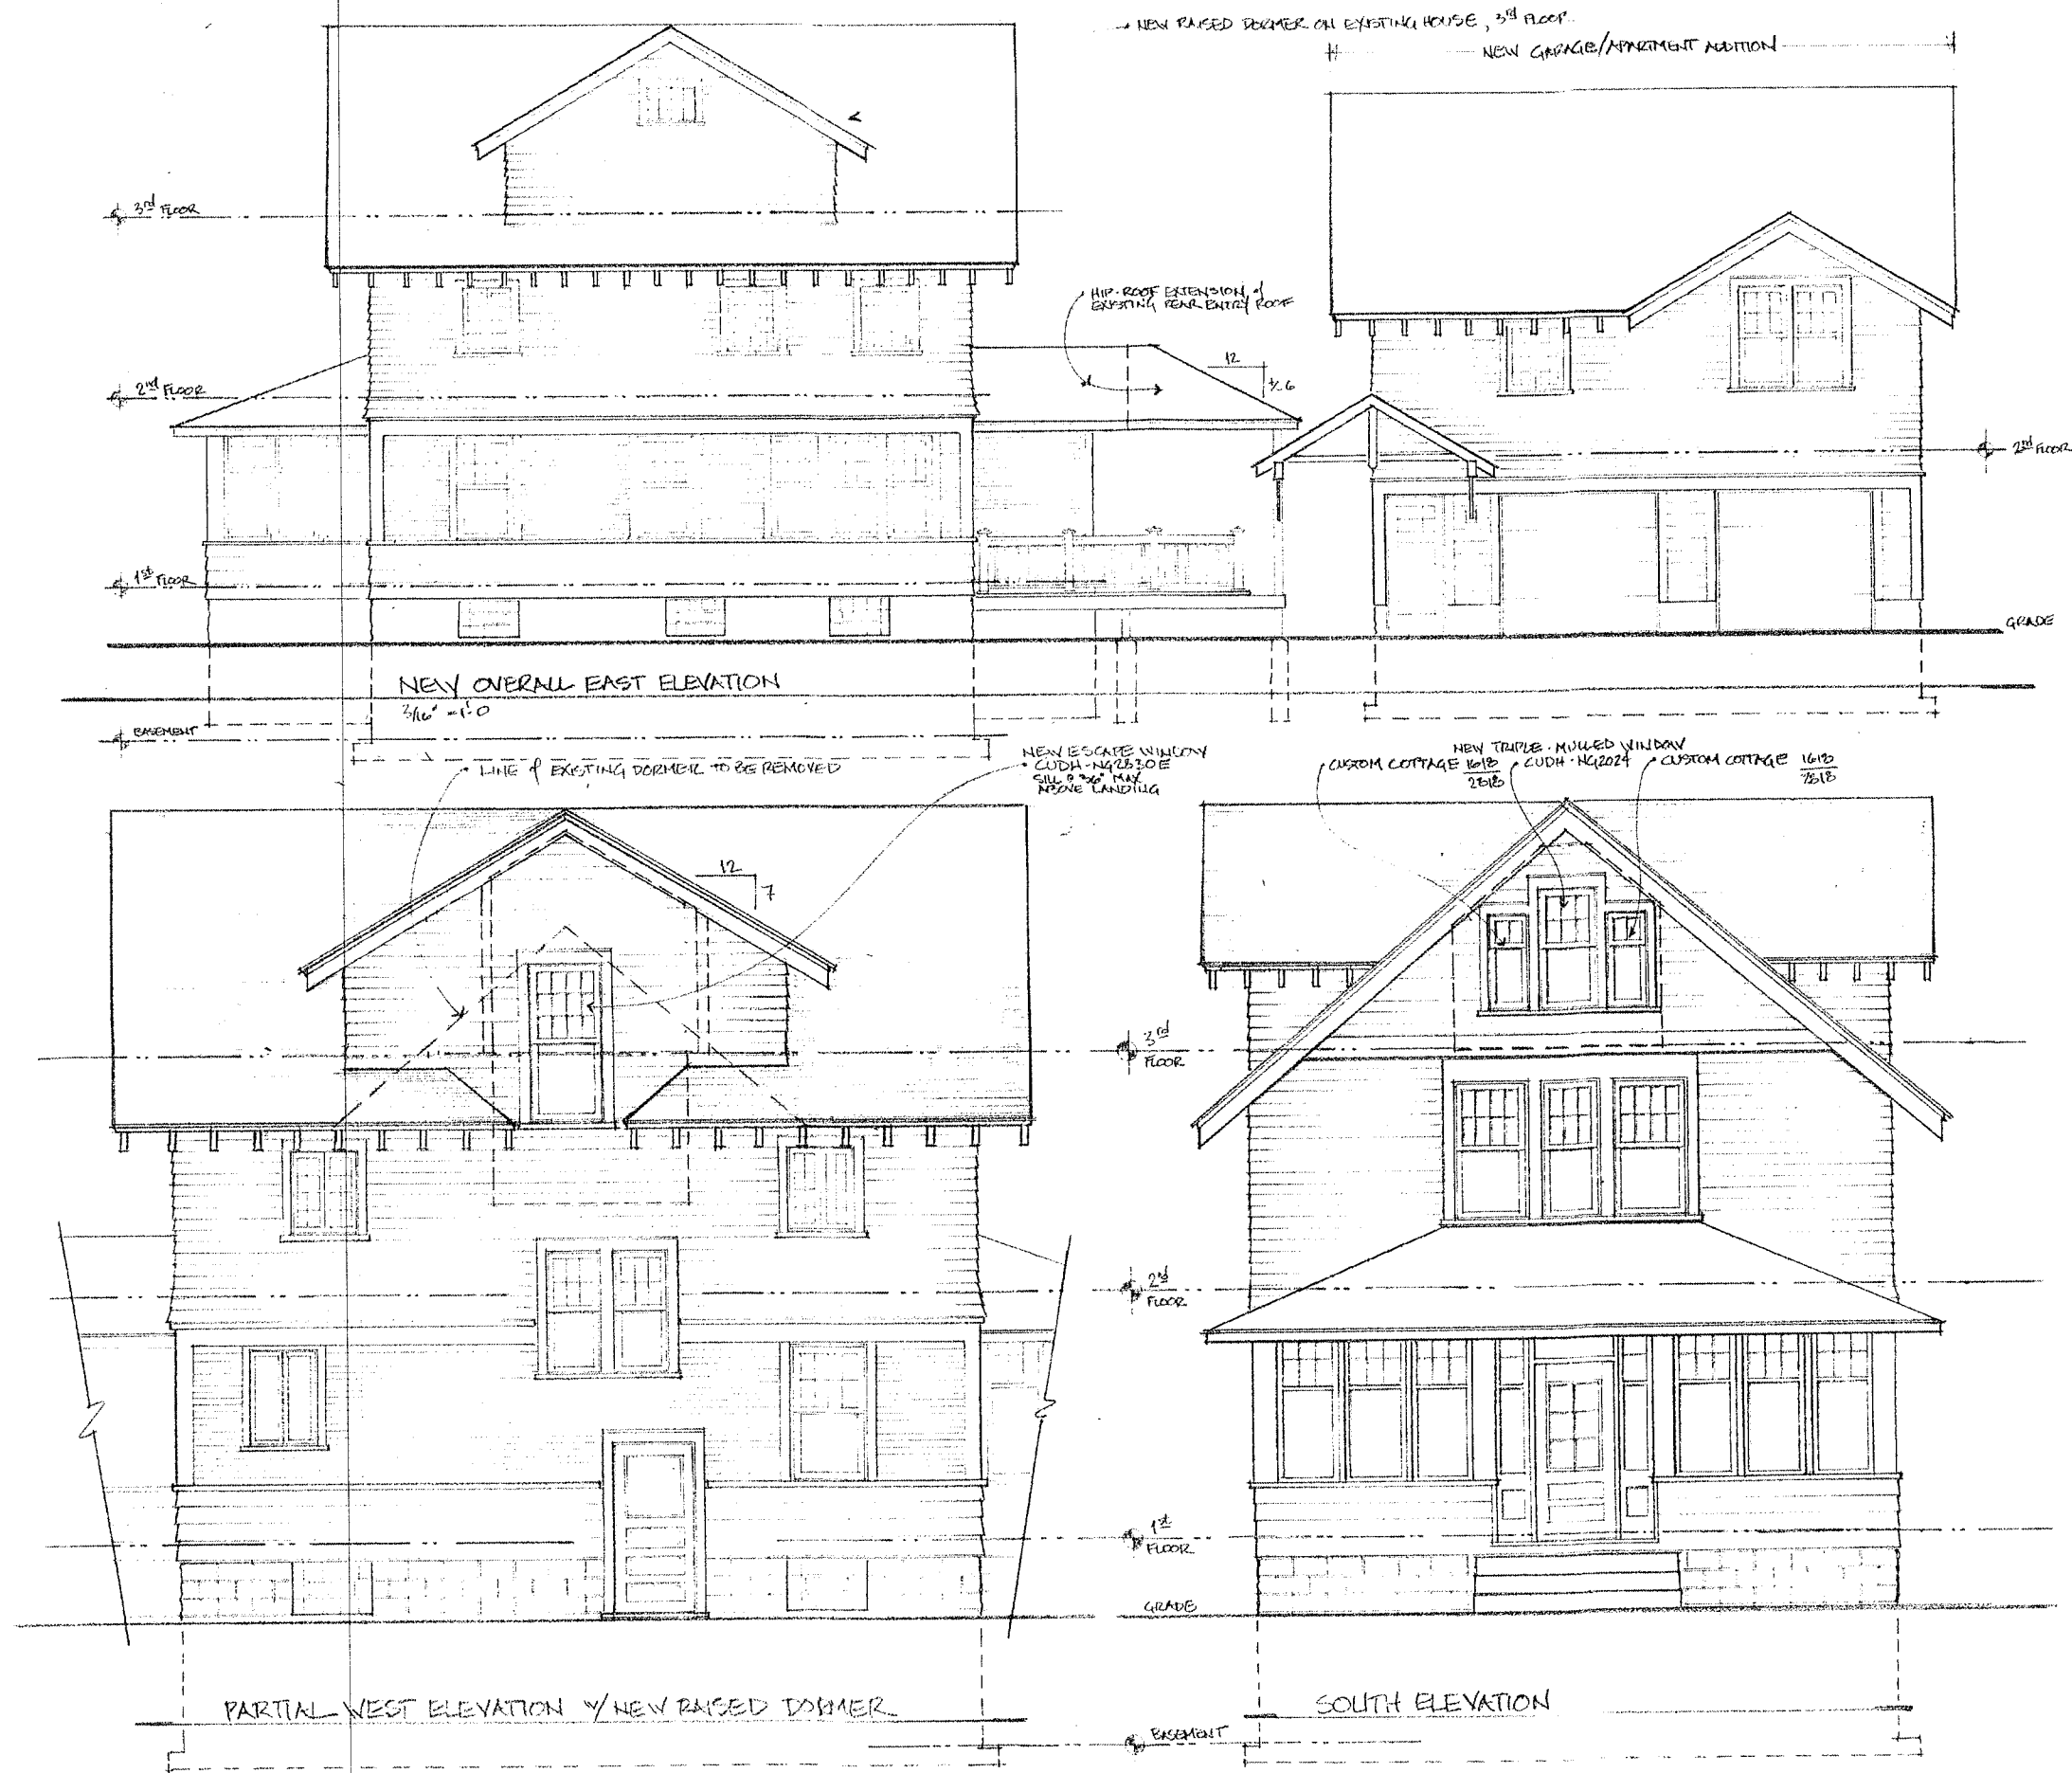 NEW RAISED DORMER ON EXISTING HOUSE, 3rd FLOOR
NEW GARAGE/APARTMENT ADDITION
3rd FLOOR
HIP-ROOF EXTENSION of
EXISTING REAR ENTRY ROOF
12
+/- 6
2nd FLOOR
2nd FLOOR
1st FLOOR
GRADE
NEW OVERALL EAST ELEVATION
3/16" = 1'-0
BASEMENT
LINE of EXISTING DORMER TO BE REMOVED
NEW ESCAPE WINDOW
CUDH-NG2830E
SILL @ 36" MAX
ABOVE LANDING
NEW TRIPLE-MULLED WINDOW
CUSTOM COTTAGE 1618 CUDH-NG2024 CUSTOM COTTAGE 1618
2818 2818
12
7
3rd
FLOOR
2nd
FLOOR
1st
FLOOR
GRADE
PARTIAL WEST ELEVATION W/NEW RAISED DORMER
SOUTH ELEVATION
BASEMENT